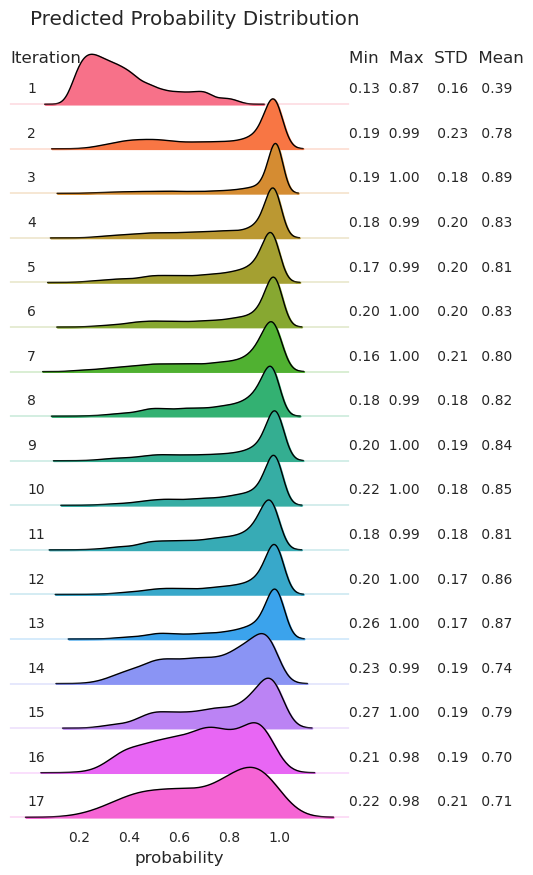 Predicted Probability Distribution
Iteration Min Max STD Mean
1 0.13 0.87 0.16 0.39
2 0.19 0.99 0.23 0.78
3 0.19 1.00 0.18 0.89
4 0.18 0.99 0.20 0.83
5 0.17 0.99 0.20 0.81
6 0.20 1.00 0.20 0.83
7 0.16 1.00 0.21 0.80
8 0.18 0.99 0.18 0.82
9 0.20 1.00 0.19 0.84
10 0.22 1.00 0.18 0.85
11 0.18 0.99 0.18 0.81
12 0.20 1.00 0.17 0.86
13 0.26 1.00 0.17 0.87
14 0.23 0.99 0.19 0.74
15 0.27 1.00 0.19 0.79
16 0.21 0.98 0.19 0.70
17 0.22 0.98 0.21 0.71
0.2 0.4 0.6 0.8 1.0
probability